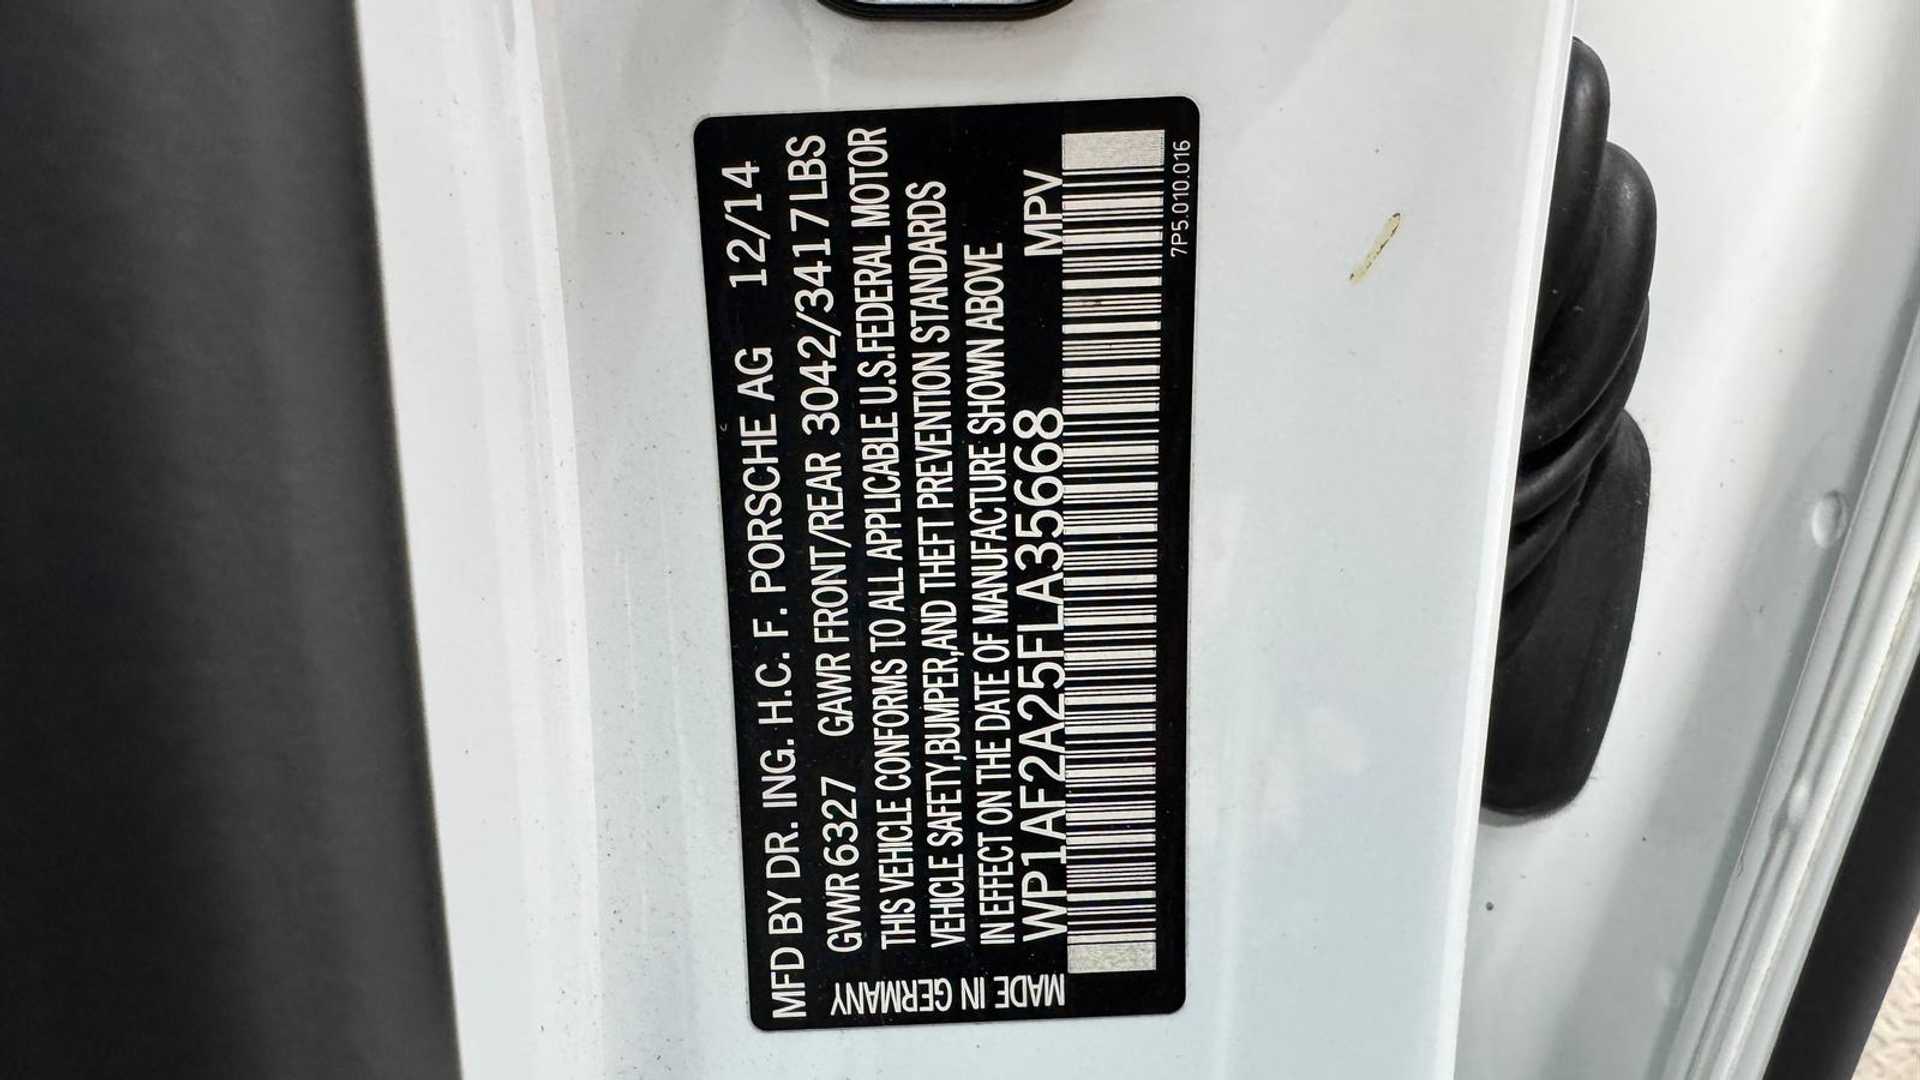 MFD BY DR. ING. H.C. F. PORSCHE AG 12/14
GVWR 6327 GAWR FRONT/REAR 3042/3417LBS
THIS VEHICLE CONFORMS TO ALL APPLICABLE U.S.FEDERAL MOTOR
VEHICLE SAFETY,BUMPER,AND THEFT PREVENTION STANDARDS
IN EFFECT ON THE DATE OF MANUFACTURE SHOWN ABOVE
WP1AF2A25FLA35668 MPV
MADE IN GERMANY
7P5.010.016